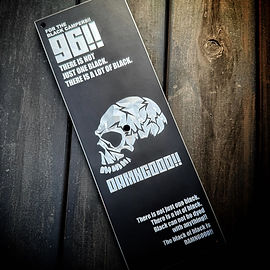 FOR THE
BLACK CAMPERS!!
96!!
THERE IS NOT
JUST ONE BLACK.
THERE IS A LOT OF BLACK.
DAMNGOOD!!
There is not just one black.
There is a lot of black.
Black can not be dyed
with anything!!
The black of black is
DAMNGOOD!!